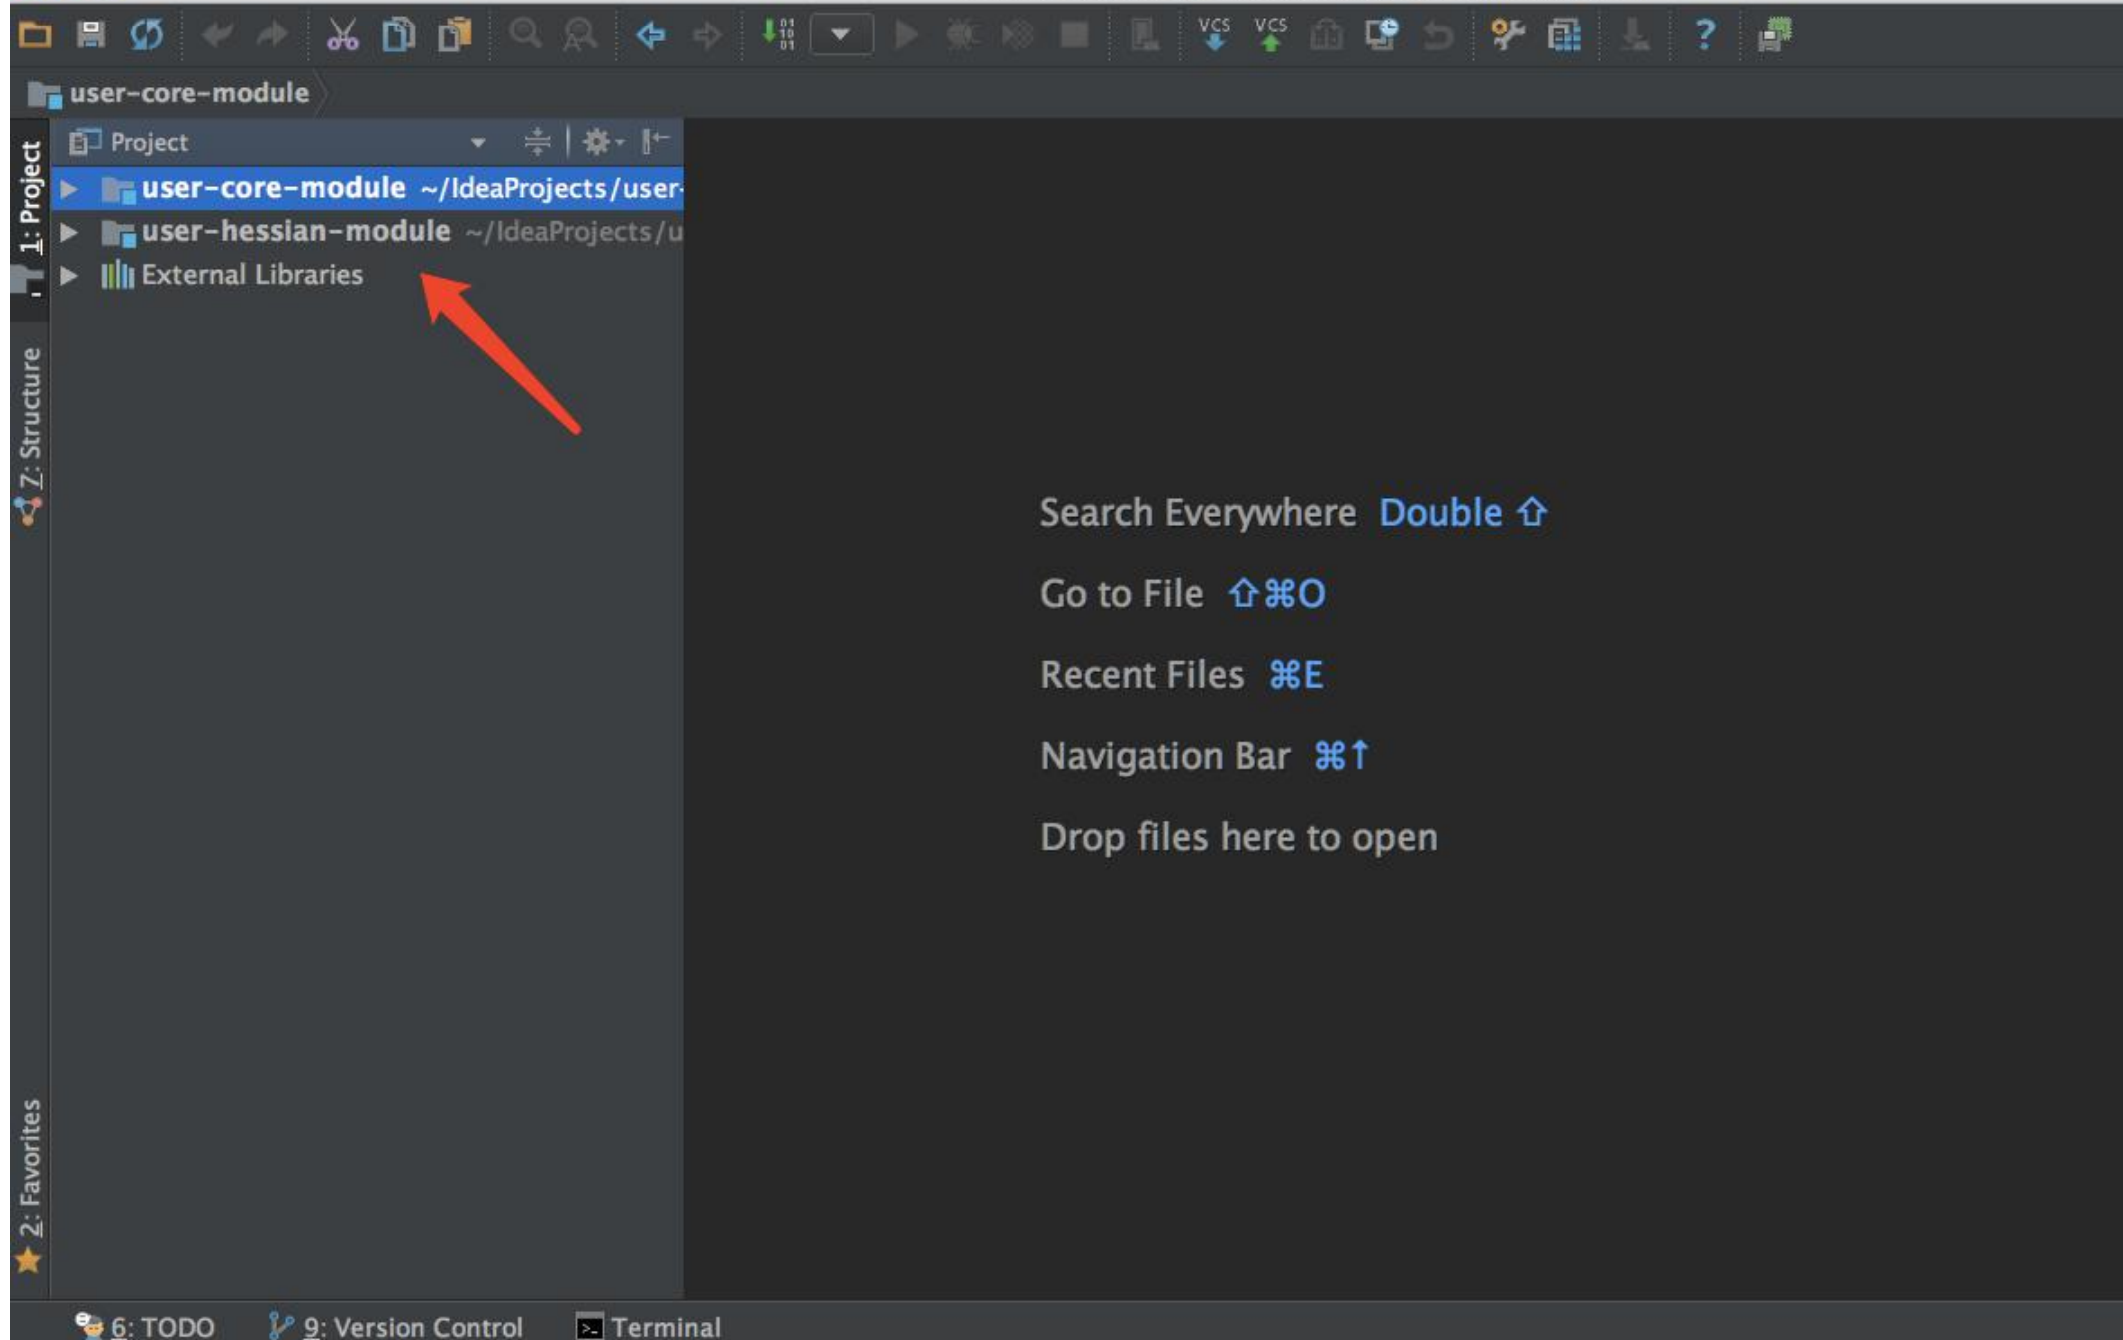 VCS VCS
user-core-module
Project
user-core-module ~/IdeaProjects/user-
user-hessian-module ~/IdeaProjects/u
External Libraries
1: Project
7: Structure
2: Favorites
Search Everywhere Double ⇧
Go to File ⇧⌘O
Recent Files ⌘E
Navigation Bar ⌘↑
Drop files here to open
6: TODO 9: Version Control Terminal